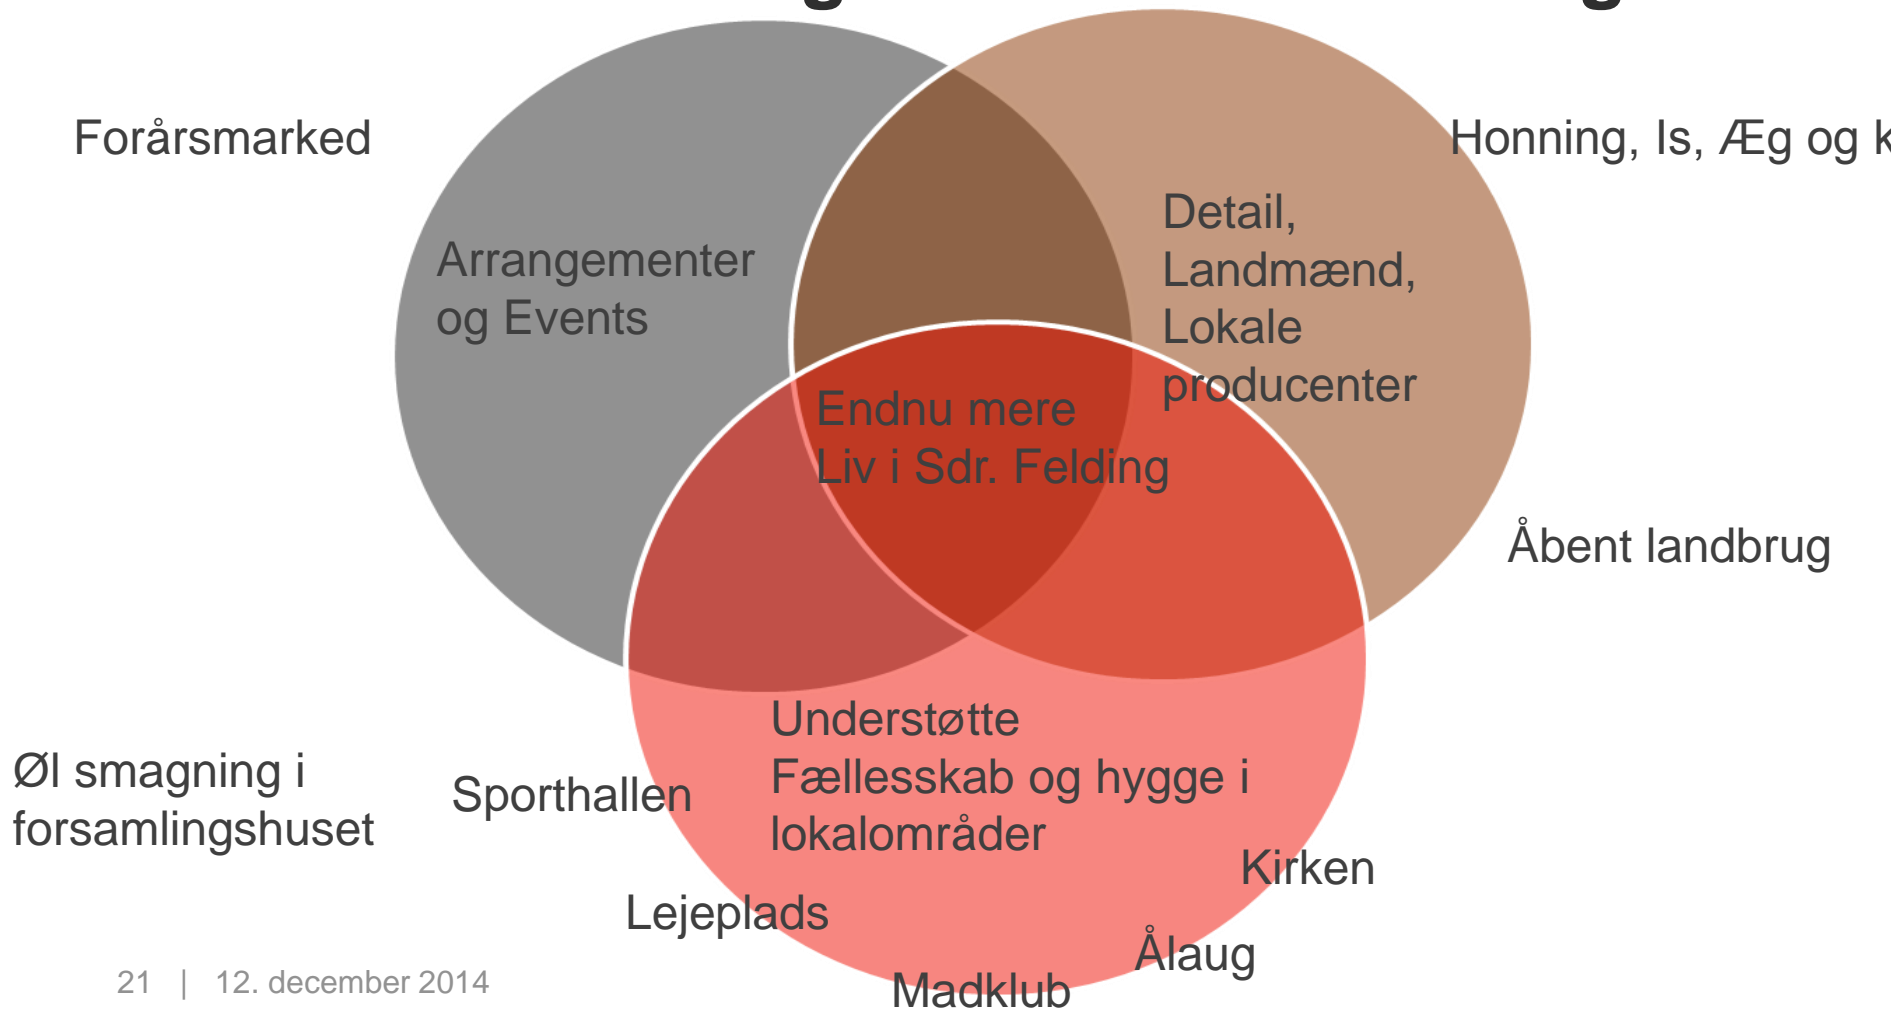 Forårsmarked
Honning, Is, Æg og
Detail,
Landmænd,
Lokale
producenter
Arrangementer
og Events
Endnu mere
Liv i Sdr. Felding
Åbent landbrug
Understøtte
Fællesskab og hygge i
lokalområder
Øl smagning i
forsamlingshuset
Sporthallen
Kirken
Lejeplads
Ålaug
Madklub
21 | 12. december 2014